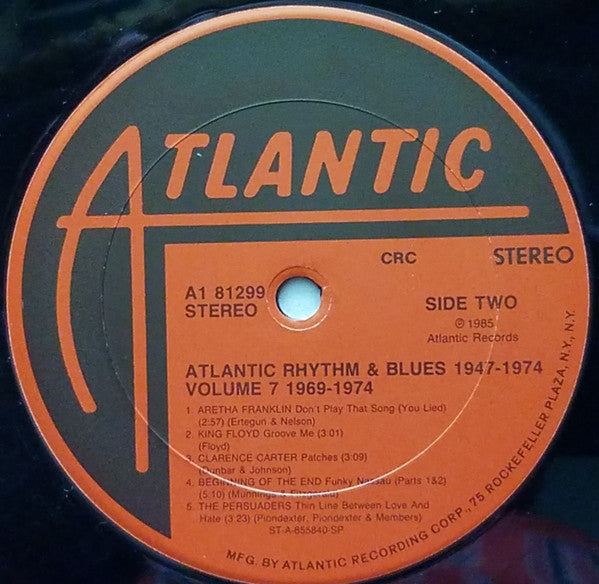 ATLANTIC
CRC STEREO
A1 81299
STEREO
SIDE TWO
℗ 1985
Atlantic Records
ATLANTIC RHYTHM & BLUES 1947-1974
VOLUME 7 1969-1974
1. ARETHA FRANKLIN Don't Play That Song (You Lied)
(2:57) (Ertegun & Nelson)
2. KING FLOYD Groove Me (3:01)
(Floyd)
3. CLARENCE CARTER Patches (3:09)
(Dunbar & Johnson)
4. BEGINNING OF THE END Funky Nassau (Parts 1&2)
(5:10) (Munnings & Fitzgerald)
5. THE PERSUADERS Thin Line Between Love And
Hate (3:23) (Piondexter, Piondexter & Members)
ST-A-855840-SP
MFG. BY ATLANTIC RECORDING CORP., 75 ROCKEFELLER PLAZA, N.Y., N.Y.